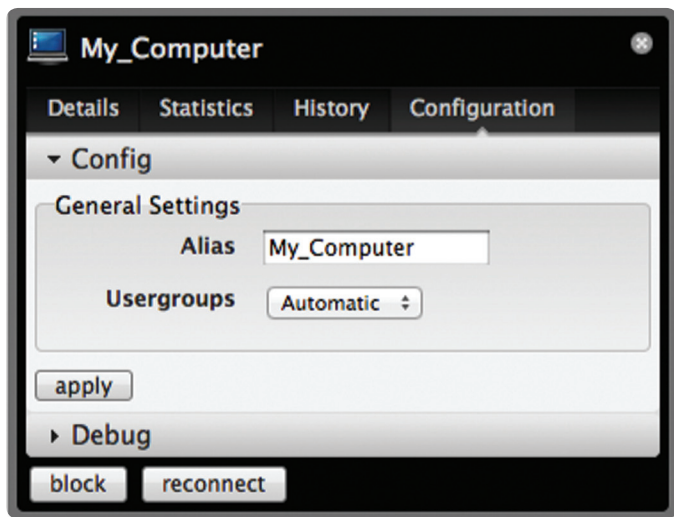 My_Computer
Details Statistics History Configuration
Config
General Settings
Alias My_Computer
Usergroups Automatic
apply
Debug
block reconnect